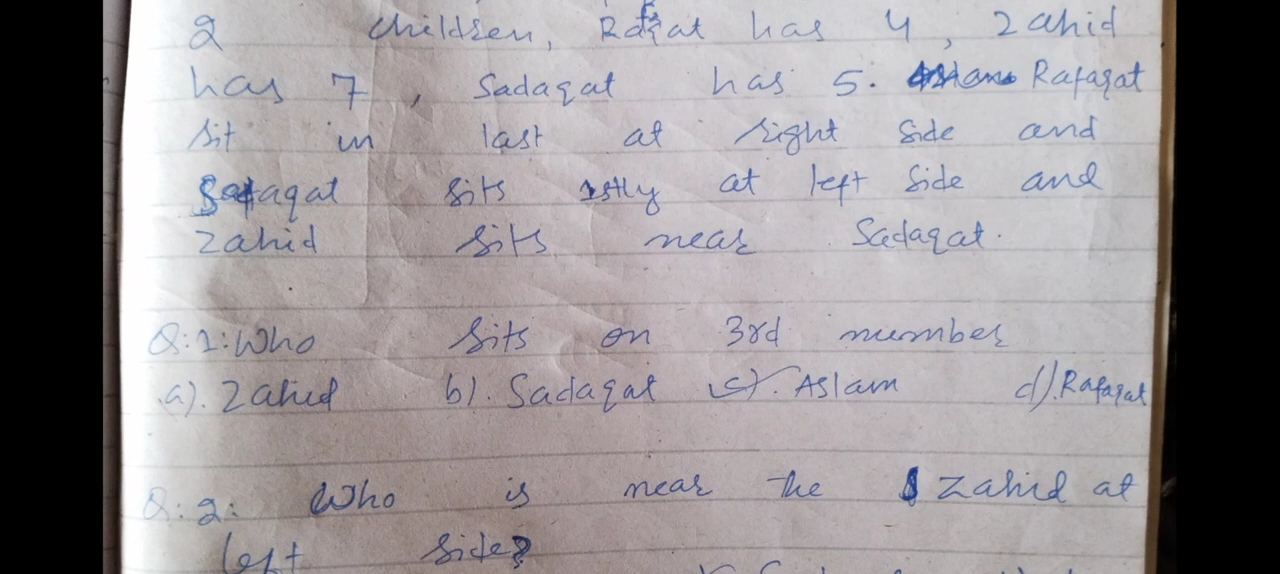 2 children, Rafat has 4, Zahid
has 7, Sadaqat has 5. Rafaqat
sit in last at right side and
Sadaqat sits 1stly at left side and
Zahid sits near Sadaqat.
Q:1: Who sits on 3rd number
a). Zahid b). Sadaqat c). Aslam d). Rafaqat
Q:2: Who is near the Zahid at
left side?